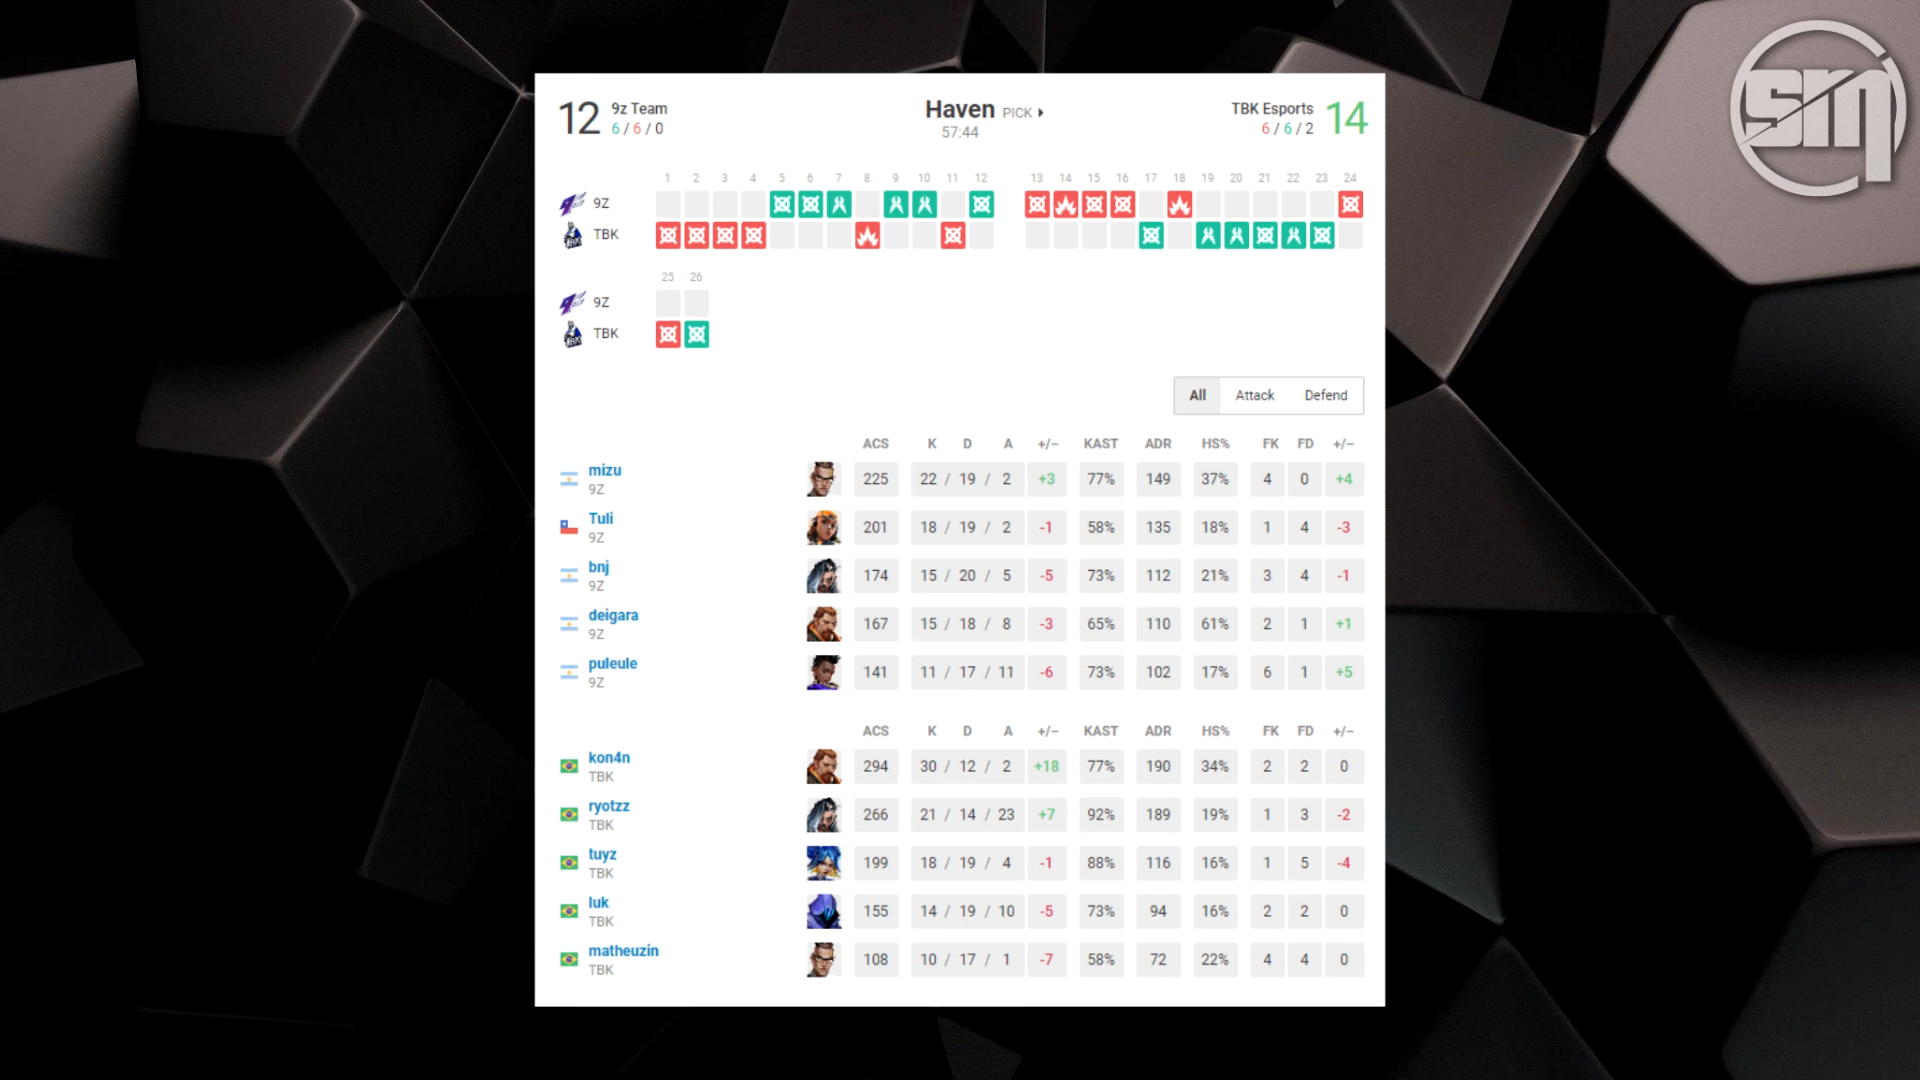 SM
12 9z Team Haven PICK TBK Esports 14
6 / 6 / 0 57:44 6 / 6 / 2
1 2 3 4 5 6 7 8 9 10 11 12 13 14 15 16 17 18 19 20 21 22 23 24
9Z
TBK
25 26
9Z
TBK
All Attack Defend
ACS K D A +/– KAST ADR HS% FK FD +/–
mizu 225 22 / 19 / 2 +3 77% 149 37% 4 0 +4
9Z
Tuli 201 18 / 19 / 2 -1 58% 135 18% 1 4 -3
9Z
bnj 174 15 / 20 / 5 -5 73% 112 21% 3 4 -1
9Z
deigara 167 15 / 18 / 8 -3 65% 110 61% 2 1 +1
9Z
puleule 141 11 / 17 / 11 -6 73% 102 17% 6 1 +5
9Z
ACS K D A +/– KAST ADR HS% FK FD +/–
kon4n 294 30 / 12 / 2 +18 77% 190 34% 2 2 0
TBK
ryotzz 266 21 / 14 / 23 +7 92% 189 19% 1 3 -2
TBK
tuyz 199 18 / 19 / 4 -1 88% 116 16% 1 5 -4
TBK
luk 155 14 / 19 / 10 -5 73% 94 16% 2 2 0
TBK
matheuzin 108 10 / 17 / 1 -7 58% 72 22% 4 4 0
TBK